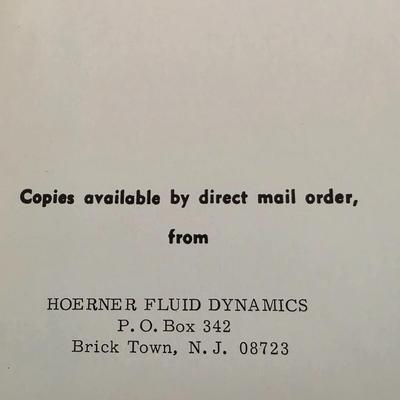 Copies available by direct mail order,
from
HOERNER FLUID DYNAMICS
P. O. Box 342
Brick Town, N. J. 08723